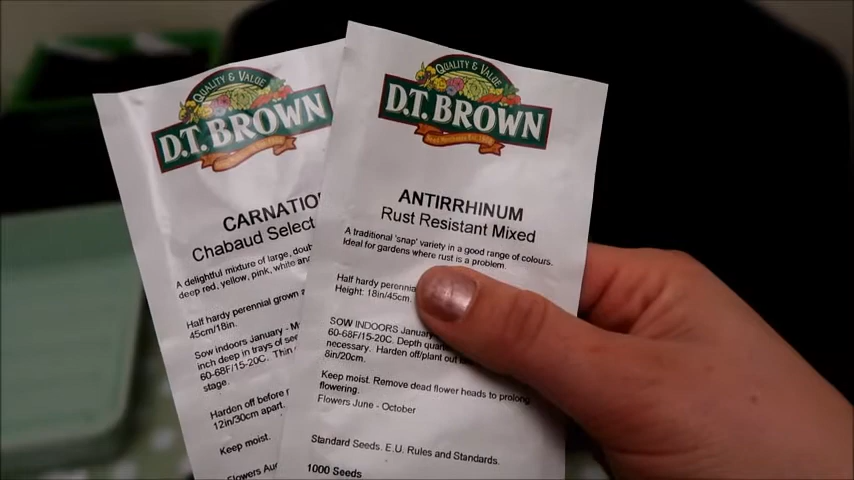 QUALITY & VALUE
D.T. BROWN
CARNATIO
Chabaud Select
A delightful mixture of large, doub
deep red, yellow, pink, white an
Half hardy perennial grown
45cm/18in.
Sow indoors January - M
inch deep in trays of se
60-68F/15-20C. Thin
stage.
Harden off before
12in/30cm apart.
Keep moist.
Flowers Au
QUALITY & VALUE
D.T. BROWN
ANTIRRHINUM
Rust Resistant Mixed
A traditional 'snap' variety in a good range of colours.
Ideal for gardens where rust is a problem.
Half hardy perennia
Height: 18in/45cm.
SOW INDOORS January
60-68F/15-20C. Depth qua
necessary. Harden off/plant out
8in/20cm.
Keep moist. Remove dead flower heads to prolong
flowering.
Flowers June - October
Standard Seeds. E.U. Rules and Standards.
1000 Seeds